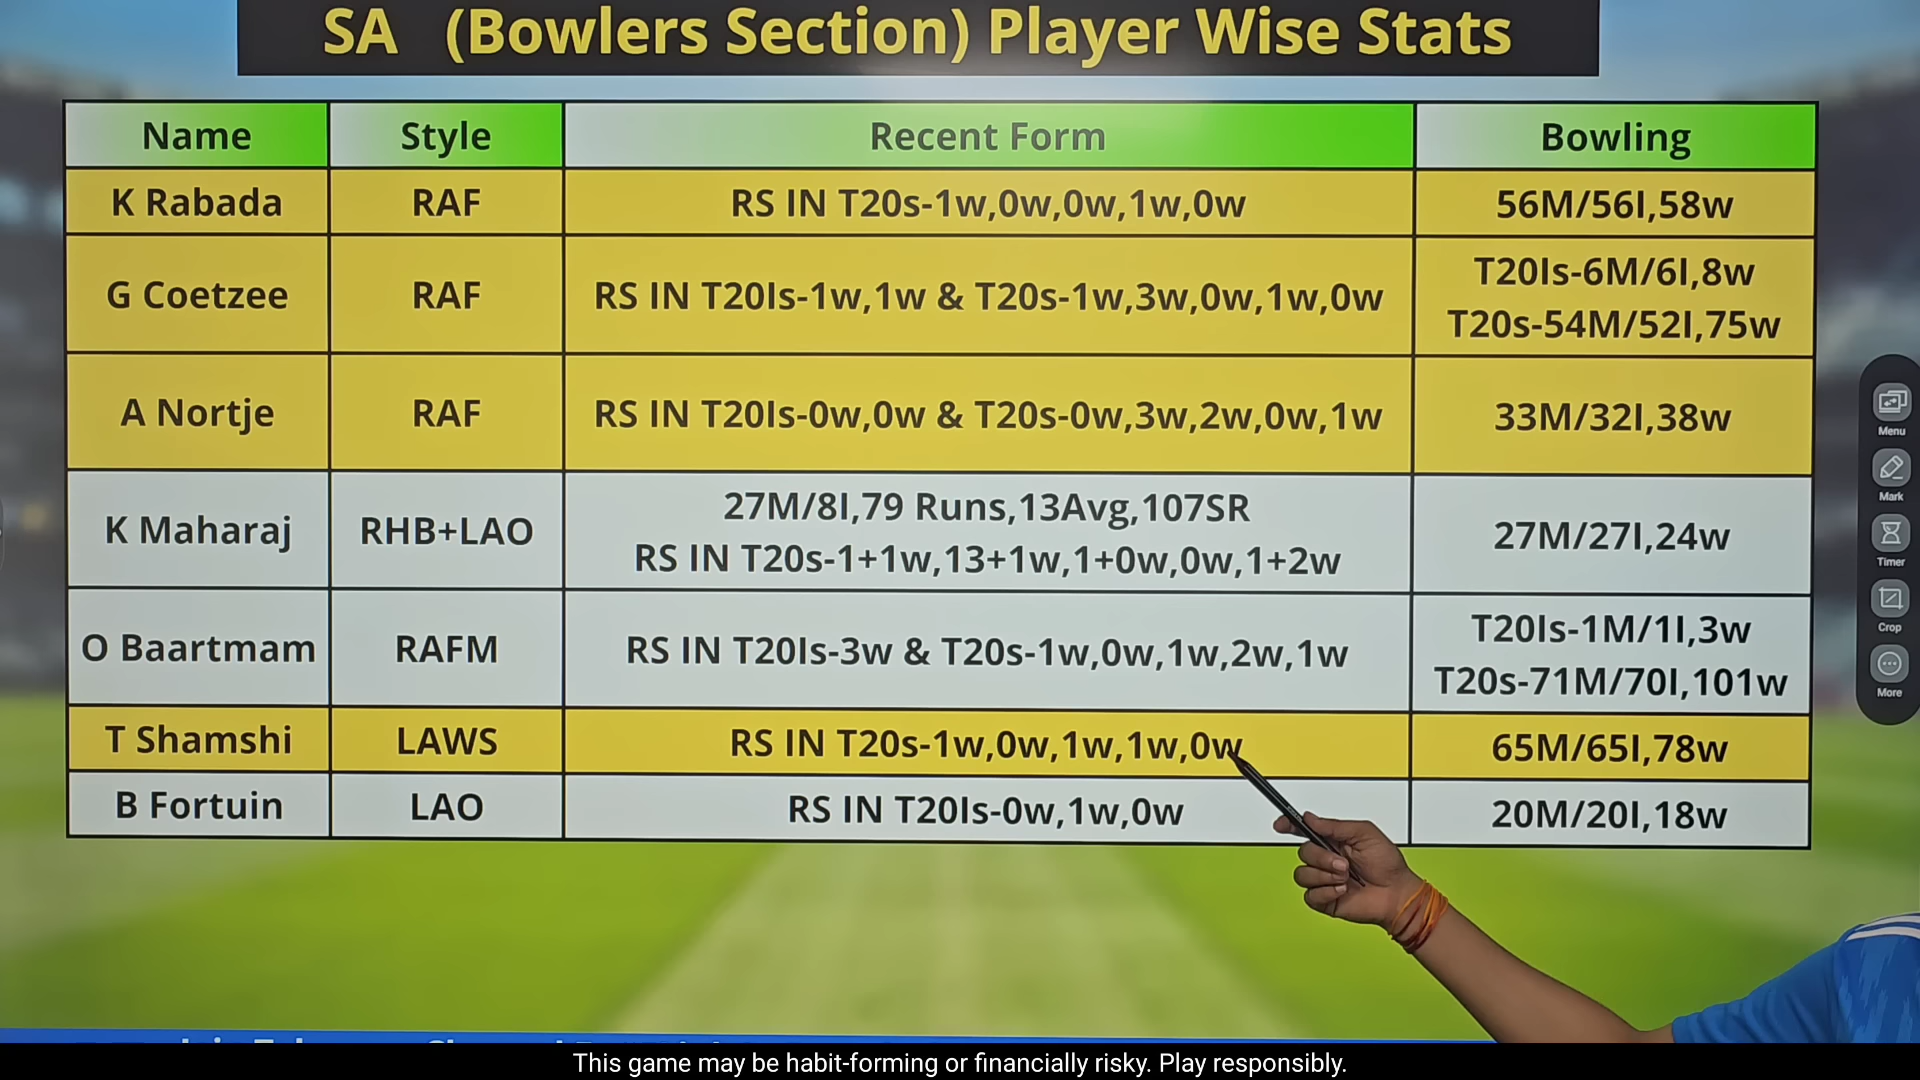 SA (Bowlers Section) Player Wise Stats
Name Style Recent Form Bowling
K Rabada RAF RS IN T20s-1w,0w,0w,1w,0w 56M/56I,58w
G Coetzee RAF RS IN T20Is-1w,1w & T20s-1w,3w,0w,1w,0w T20Is-6M/6I,8w
T20s-54M/52I,75w
A Nortje RAF RS IN T20Is-0w,0w & T20s-0w,3w,2w,0w,1w 33M/32I,38w
K Maharaj RHB+LAO 27M/8I,79 Runs,13Avg,107SR
RS IN T20s-1+1w,13+1w,1+0w,0w,1+2w 27M/27I,24w
O Baartmam RAFM RS IN T20Is-3w & T20s-1w,0w,1w,2w,1w T20Is-1M/1I,3w
T20s-71M/70I,101w
T Shamshi LAWS RS IN T20s-1w,0w,1w,1w,0w 65M/65I,78w
B Fortuin LAO RS IN T20Is-0w,1w,0w 20M/20I,18w
Menu
Mark
Timer
Crop
More
This game may be habit-forming or financially risky. Play responsibly.